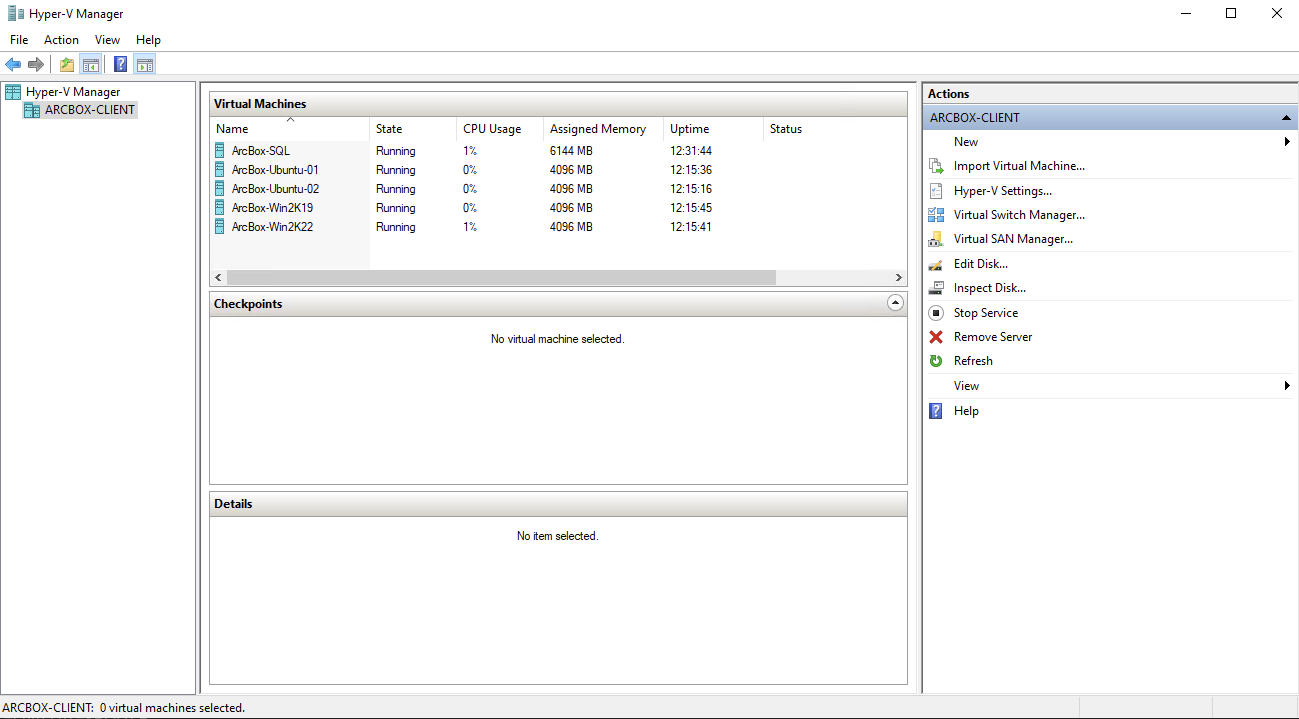 Hyper-V Manager
File Action View Help
Hyper-V Manager
ARCBOX-CLIENT
Virtual Machines
Name State CPU Usage Assigned Memory Uptime Status
ArcBox-SQL Running 1% 6144 MB 12:31:44
ArcBox-Ubuntu-01 Running 0% 4096 MB 12:15:36
ArcBox-Ubuntu-02 Running 0% 4096 MB 12:15:16
ArcBox-Win2K19 Running 0% 4096 MB 12:15:45
ArcBox-Win2K22 Running 1% 4096 MB 12:15:41
Checkpoints
No virtual machine selected.
Details
No item selected.
Actions
ARCBOX-CLIENT
New
Import Virtual Machine...
Hyper-V Settings...
Virtual Switch Manager...
Virtual SAN Manager...
Edit Disk...
Inspect Disk...
Stop Service
Remove Server
Refresh
View
Help
ARCBOX-CLIENT: 0 virtual machines selected.